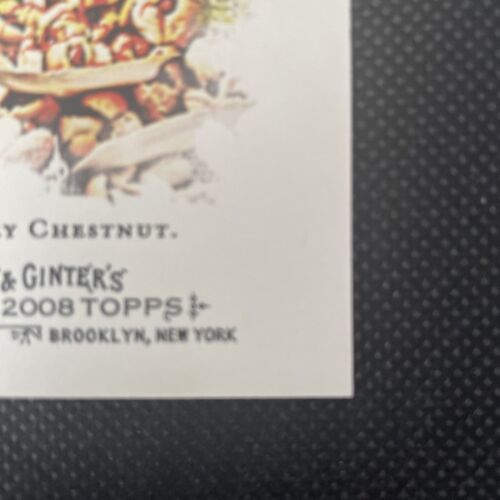 Y CHESTNUT.
& GINTER'S
2008 TOPPS
BROOKLYN, NEW YORK